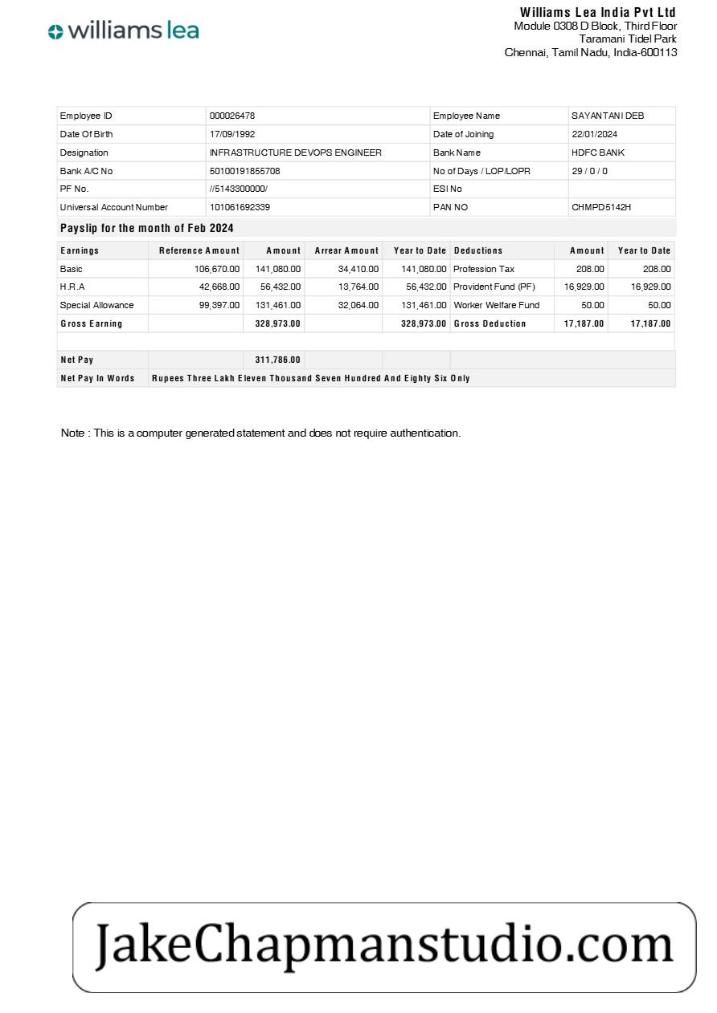 williams lea
Williams Lea India Pvt Ltd
Module 0308 D Block, Third Floor
Taramani Tidel Park
Chennai, Tamil Nadu, India-600113
Employee ID 000026478 Employee Name SAYANTANI DEB
Date Of Birth 17/09/1992 Date of Joining 22/01/2024
Designation INFRASTRUCTURE DEVOPS ENGINEER Bank Name HDFC BANK
Bank A/C No 50100191855708 No of Days / LOP/LOPR 29 / 0 / 0
PF No. //5143300000/ ESI No
Universal Account Number 101061692339 PAN NO CHMPD5142H
Payslip for the month of Feb 2024
Earnings Reference Amount Amount Arrear Amount Year to Date Deductions Amount Year to Date
Basic 106,670.00 141,080.00 34,410.00 141,080.00 Profession Tax 208.00 208.00
H.R.A 42,668.00 56,432.00 13,764.00 56,432.00 Provident Fund (PF) 16,929.00 16,929.00
Special Allowance 99,397.00 131,461.00 32,064.00 131,461.00 Worker Welfare Fund 50.00 50.00
Gross Earning 328,973.00 328,973.00 Gross Deduction 17,187.00 17,187.00
Net Pay 311,786.00
Net Pay In Words Rupees Three Lakh Eleven Thousand Seven Hundred And Eighty Six Only
Note : This is a computer generated statement and does not require authentication.
JakeChapmanstudio.com